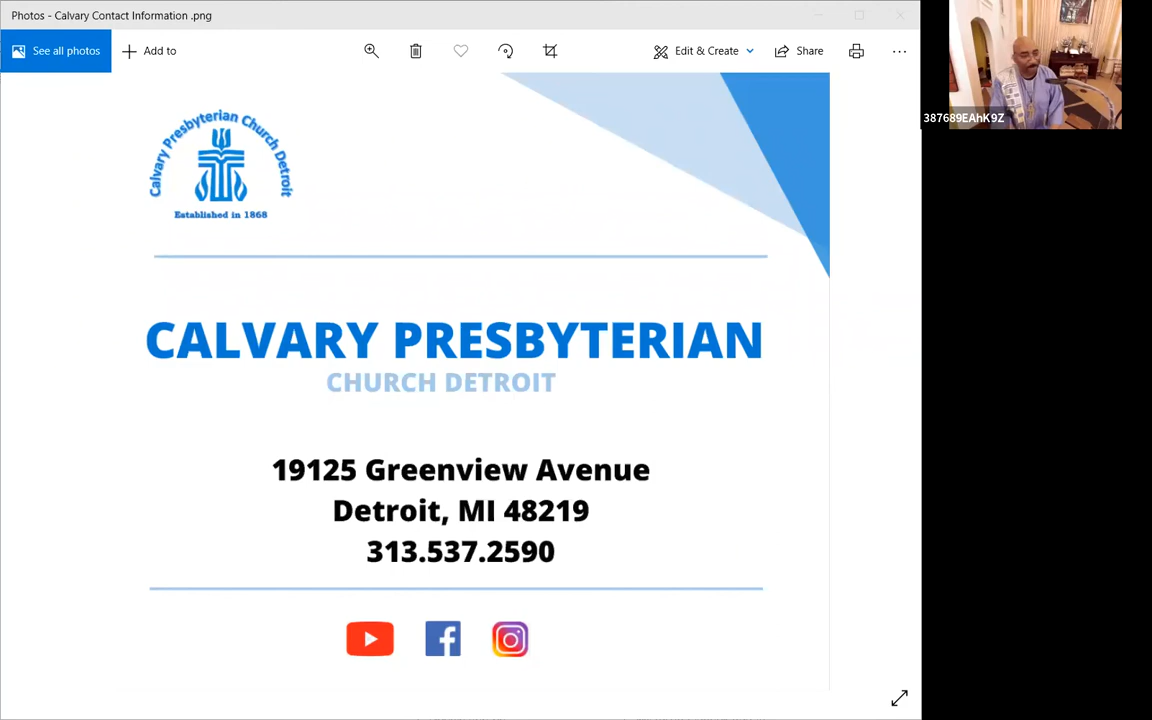 Photos - Calvary Contact Information .png
See all photos
Add to
Edit & Create
Share
387689EAhK9Z
Calvary Presbyterian Church Detroit
Established in 1868
CALVARY PRESBYTERIAN
CHURCH DETROIT
19125 Greenview Avenue
Detroit, MI 48219
313.537.2590